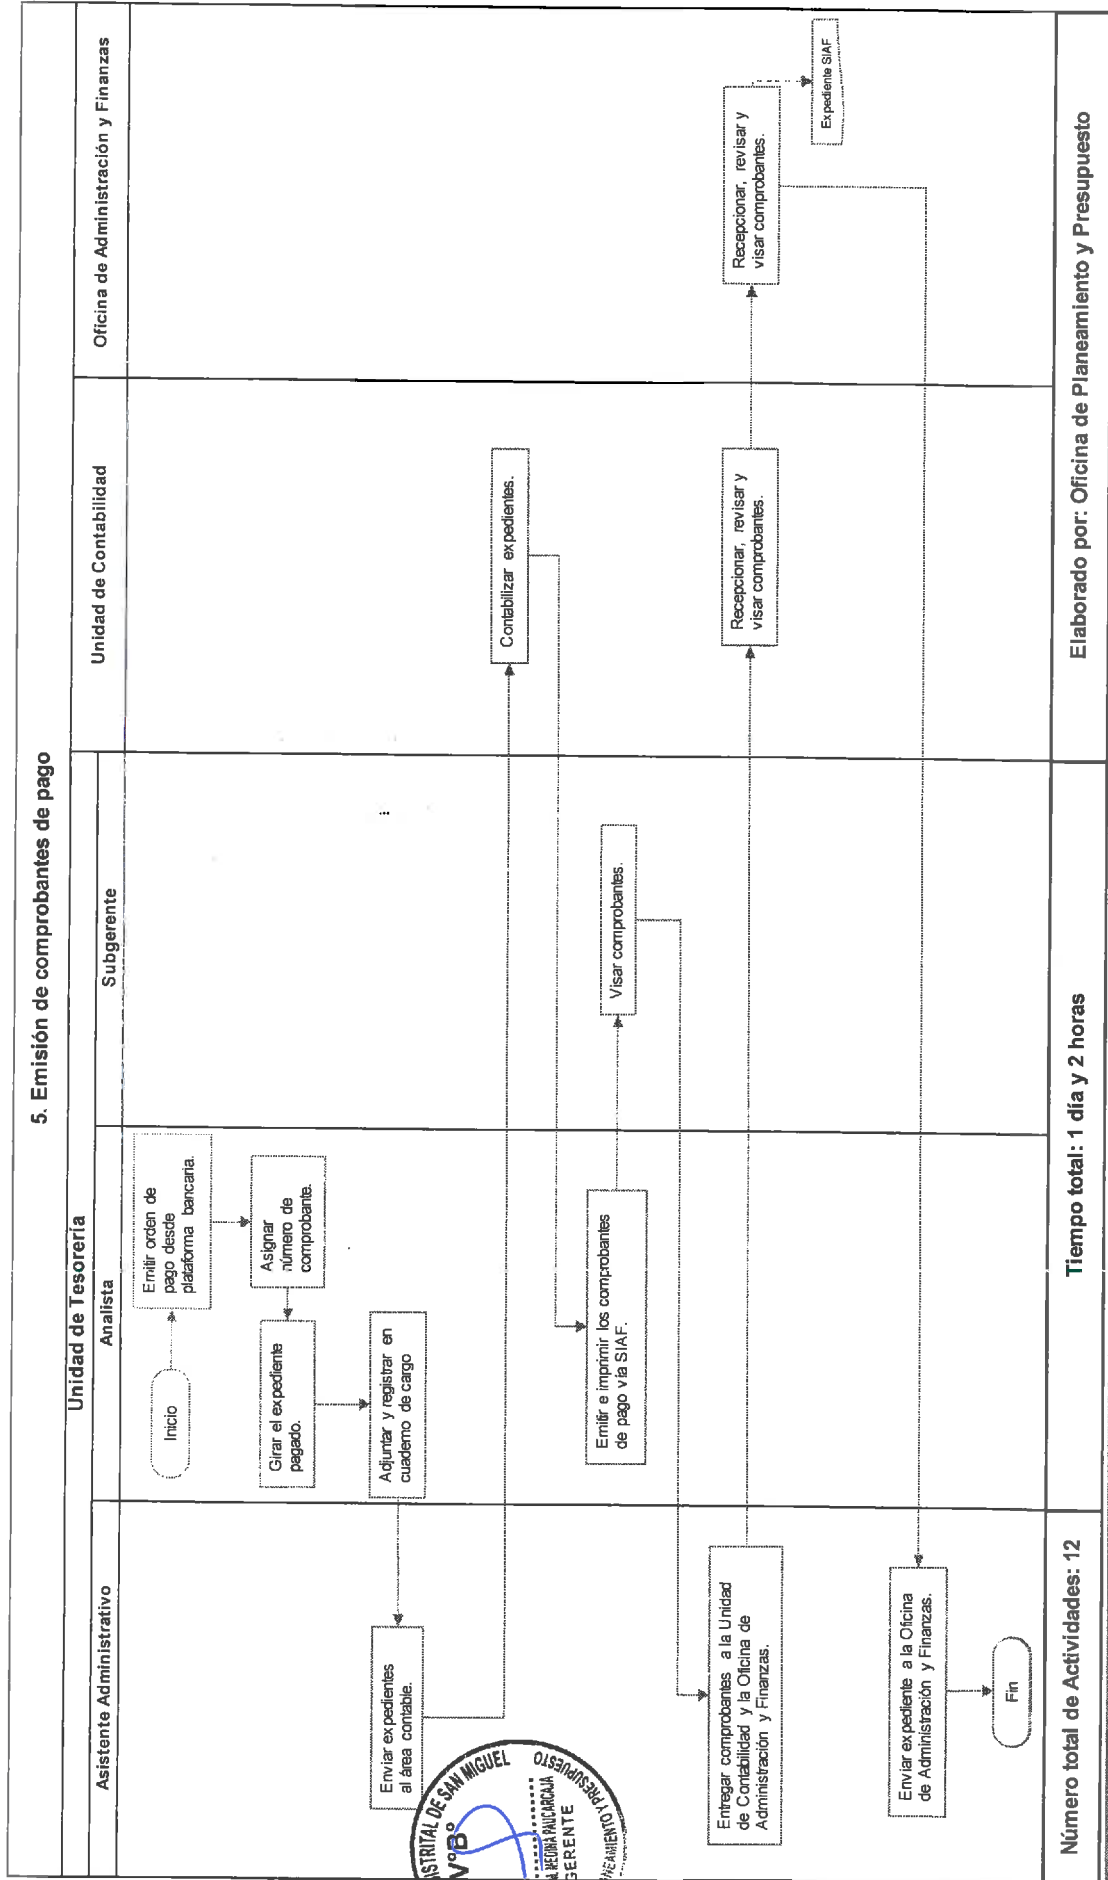 5. Emisión de comprobantes de pago
Unidad de Tesorería
Asistente Administrativo
Analista
Subgerente
Unidad de Contabilidad
Oficina de Administración y Finanzas
Inicio
Emitir orden de
pago desde
plataforma bancaria.
Asignar
número de
comprobante.
Girar el expediente
pagado.
Adjuntar y registrar en
cuaderno de cargo
Enviar expedientes
al área contable.
Contabilizar expedientes.
Emitir e imprimir los comprobantes
de pago vía SIAF.
Visar comprobantes.
Entregar comprobantes a la Unidad
de Contabilidad y la Oficina de
Administración y Finanzas.
Recepcionar, revisar y
visar comprobantes.
Recepcionar, revisar y
visar comprobantes.
Expediente SIAF
Enviar expediente a la Oficina
de Administración y Finanzas.
Fin
Número total de Actividades: 12
Tiempo total: 1 día y 2 horas
Elaborado por: Oficina de Planeamiento y Presupuesto
ISTRITAL DE SAN MIGUEL
V°B°
MEDINA PAUCARCAJA
GERENTE
NEAMIENTO Y PRESUPUESTO